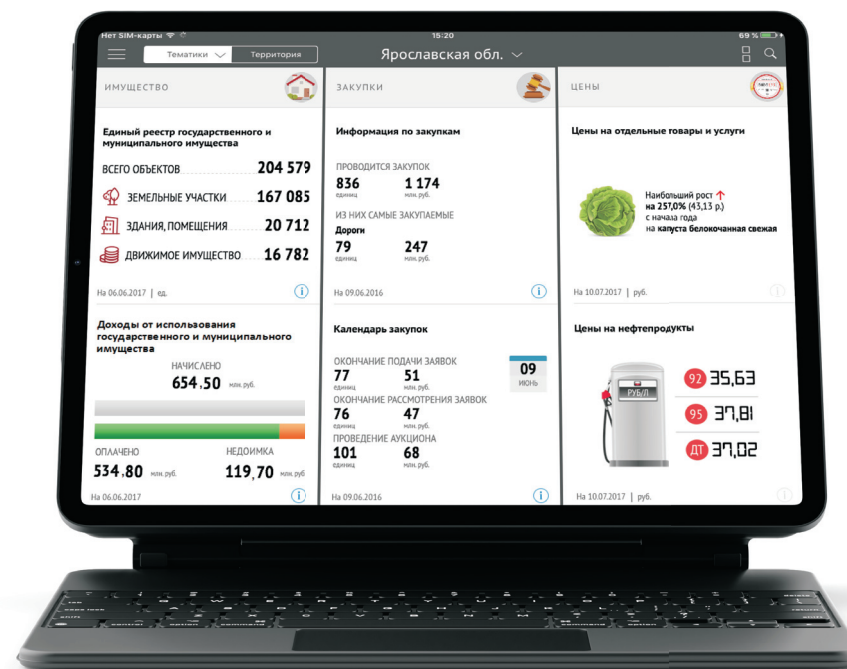 Нет SIM-карты
15:20
69 %
Тематики
Территория
Ярославская обл.
ИМУЩЕСТВО
Единый реестр государственного и
муниципального имущества
ВСЕГО ОБЪЕКТОВ 204 579
ЗЕМЕЛЬНЫЕ УЧАСТКИ 167 085
ЗДАНИЯ, ПОМЕЩЕНИЯ 20 712
ДВИЖИМОЕ ИМУЩЕСТВО 16 782
На 06.06.2017 | ед.
Доходы от использования
государственного и муниципального
имущества
НАЧИСЛЕНО
654,50 млн. руб.
ОПЛАЧЕНО НЕДОИМКА
534,80 млн. руб. 119,70 млн. руб
На 06.06.2017
ЗАКУПКИ
Информация по закупкам
ПРОВОДИТСЯ ЗАКУПОК
836 1 174
единиц млн. руб.
ИЗ НИХ САМЫЕ ЗАКУПАЕМЫЕ
Дороги
79 247
единиц млн. руб.
На 09.06.2016
Календарь закупок
ОКОНЧАНИЕ ПОДАЧИ ЗАЯВОК
77 51
единиц млн. руб.
09
ИЮНЬ
ОКОНЧАНИЕ РАССМОТРЕНИЯ ЗАЯВОК
76 47
единиц млн. руб.
ПРОВЕДЕНИЕ АУКЦИОНА
101 68
единиц млн. руб.
На 09.06.2016
ЦЕНЫ
Цены на отдельные товары и услуги
Наибольший рост
на 257,0% (43,13 р.)
с начала года
на капуста белокочанная свежая
На 10.07.2017 | руб.
Цены на нефтепродукты
РУБ/Л
92 35,63
95 37,81
ДТ 37,02
На 10.07.2017 | руб.
control option command
command option